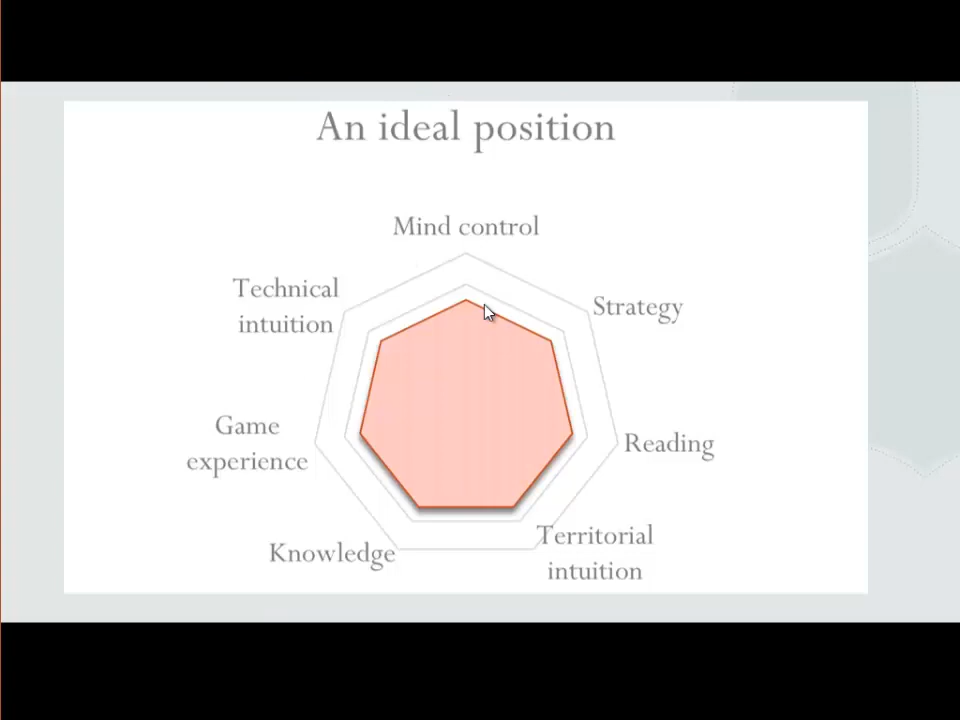 An ideal position
Mind control
Technical
intuition
Strategy
Game
experience
Reading
Knowledge
Territorial
intuition